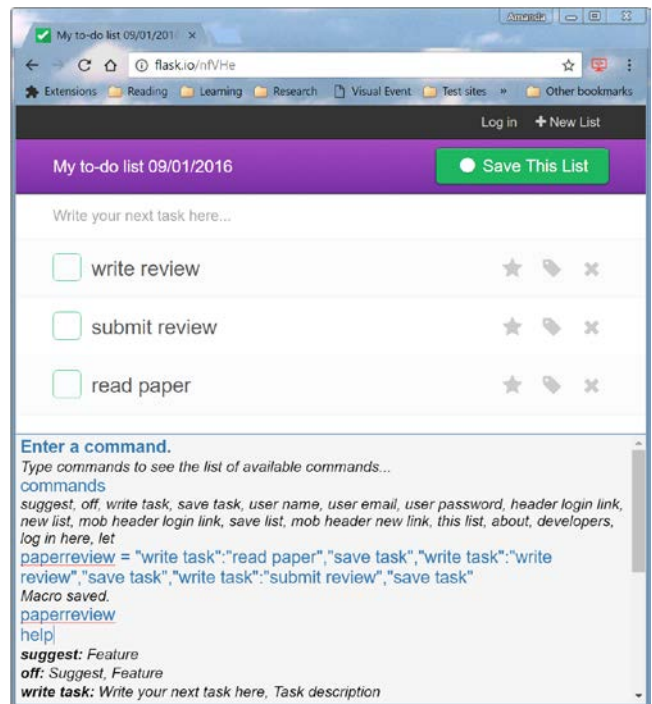 Amanda
My to-do list 09/01/201
flask.io/nfVHe
Extensions Reading Learning Research Visual Event Test sites » Other bookmarks
Log in + New List
My to-do list 09/01/2016 Save This List
Write your next task here...
write review
submit review
read paper
Enter a command.
Type commands to see the list of available commands...
commands
suggest, off, write task, save task, user name, user email, user password, header login link,
new list, mob header login link, save list, mob header new link, this list, about, developers,
log in here, let
paperreview = "write task":"read paper","save task","write task":"write
review","save task","write task":"submit review","save task"
Macro saved.
paperreview
help
suggest: Feature
off: Suggest, Feature
write task: Write your next task here, Task description